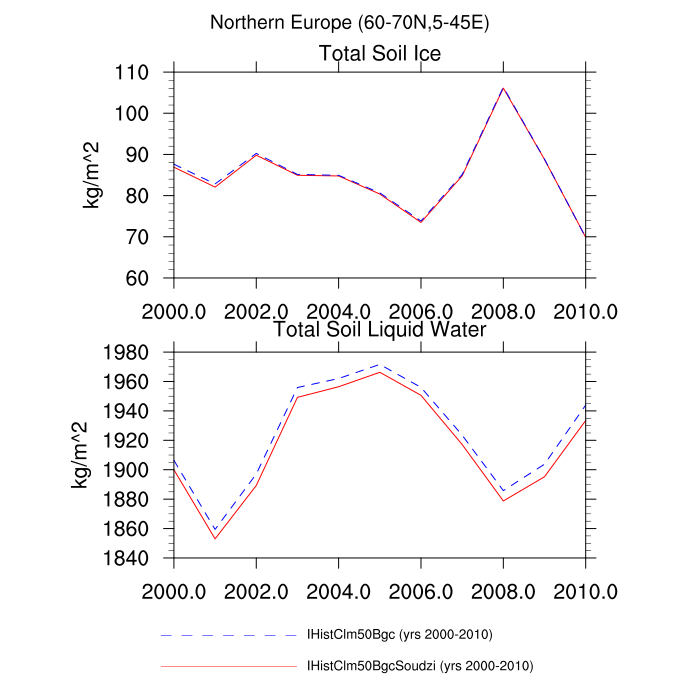 Northern Europe (60-70N,5-45E)
Total Soil Ice
110
100
90
80
70
60
kg/m^2
2000.0 2002.0 2004.0 2006.0 2008.0 2010.0
Total Soil Liquid Water
1980
1960
1940
1920
1900
1880
1860
1840
kg/m^2
2000.0 2002.0 2004.0 2006.0 2008.0 2010.0
IHistClm50Bgc (yrs 2000-2010)
IHistClm50BgcSoudzi (yrs 2000-2010)